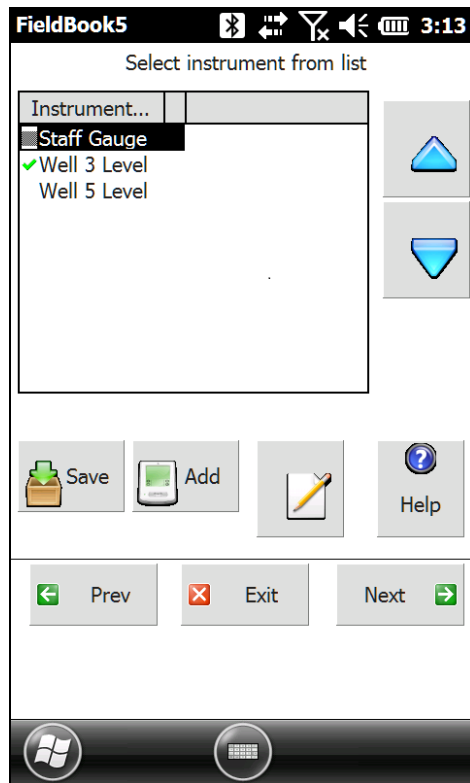 FieldBook5 3:13
Select instrument from list
Instrument...
Staff Gauge
Well 3 Level
Well 5 Level
Save Add Help
Prev Exit Next